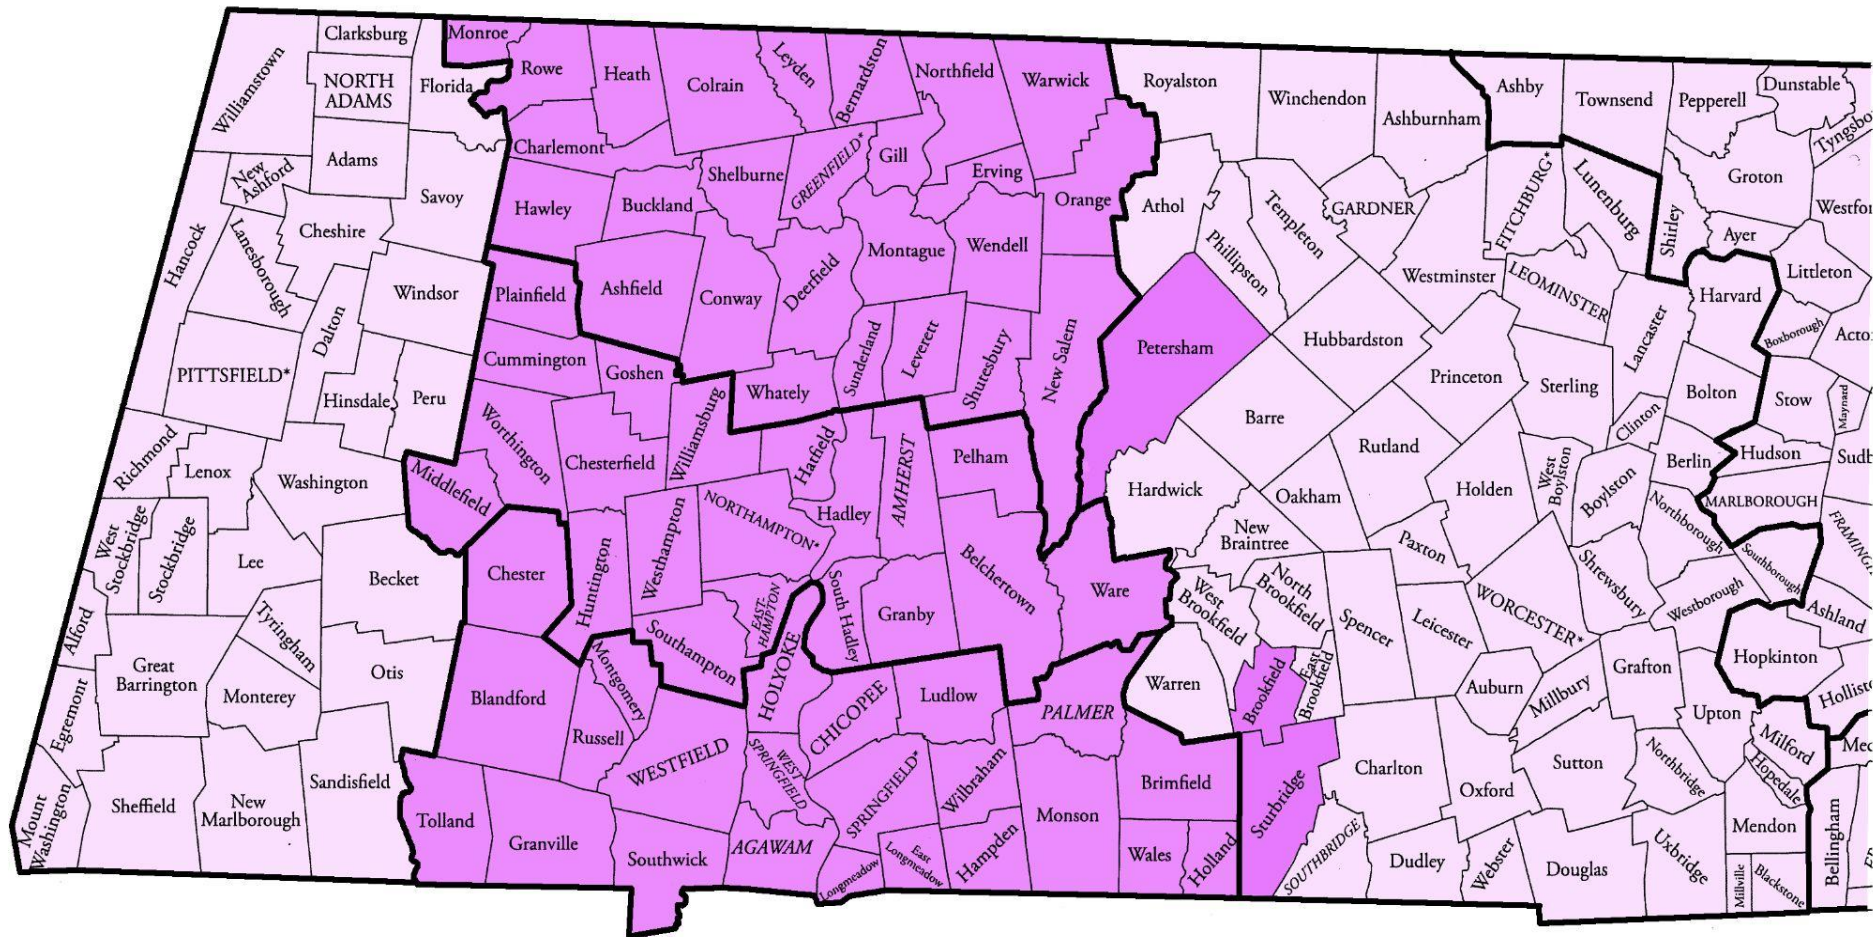 Williamstown
Clarksburg
NORTH
ADAMS
Florida
Monroe
Rowe
Heath
Colrain
Leyden
Bernardston
Northfield
Warwick
Royalston
Winchendon
Ashburnham
Ashby
Townsend
Pepperell
Dunstable
Tyngsbo
Adams
New
Ashford
Savoy
Charlemont
Shelburne
GREENFIELD*
Gill
Erving
Orange
Athol
Phillipston
Templeton
GARDNER
Westminster
FITCHBURG*
Lunenburg
Shirley
Groton
Ayer
Westfor
Littleton
Hancock
Lanesborough
Cheshire
Hawley
Buckland
Montague
Wendell
Windsor
Dalton
Plainfield
Ashfield
Conway
Deerfield
LEOMINSTER
Lancaster
Harvard
Boxborough
Acto
PITTSFIELD*
Hinsdale
Peru
Cummington
Goshen
Whately
Sunderland
Leverett
Shutesbury
New Salem
Petersham
Hubbardston
Princeton
Sterling
Clinton
Bolton
Stow
Maynard
Richmond
Lenox
Washington
Middlefield
Worthington
Chesterfield
Williamsburg
Hatfield
AMHERST
Pelham
Barre
Rutland
Holden
West
Boylston
Boylston
Berlin
Hudson
Sudb
MARLBOROUGH
Northborough
FRAMING
West
Stockbridge
Stockbridge
Lee
Becket
Chester
Huntington
Westhampton
NORTHAMPTON*
Hadley
Belchertown
Hardwick
Ware
New
Braintree
Oakham
Paxton
WORCESTER*
Shrewsbury
Westborough
Southborough
Ashland
Alford
Great
Barrington
Tyringham
Monterey
Otis
Blandford
Montgomery
Southampton
EAST-
HAMPTON
HOLYOKE
South Hadley
Granby
West
Brookfield
North
Brookfield
Spencer
Leicester
Auburn
Millbury
Grafton
Upton
Hopkinton
Hollisto
Egremont
Russell
WESTFIELD
CHICOPEE
Ludlow
PALMER
Warren
Brookfield
East
Brookfield
Milford
Hopedale
Med
Mount
Washington
Sheffield
New
Marlborough
Sandisfield
Tolland
Granville
Southwick
WEST
SPRINGFIELD
AGAWAM
SPRINGFIELD*
Wilbraham
Longmeadow
East
Longmeadow
Hampden
Monson
Brimfield
Wales
Holland
Sturbridge
SOUTHBRIDGE
Charlton
Dudley
Oxford
Webster
Sutton
Douglas
Northbridge
Uxbridge
Mendon
Millville
Blackstone
Bellingham